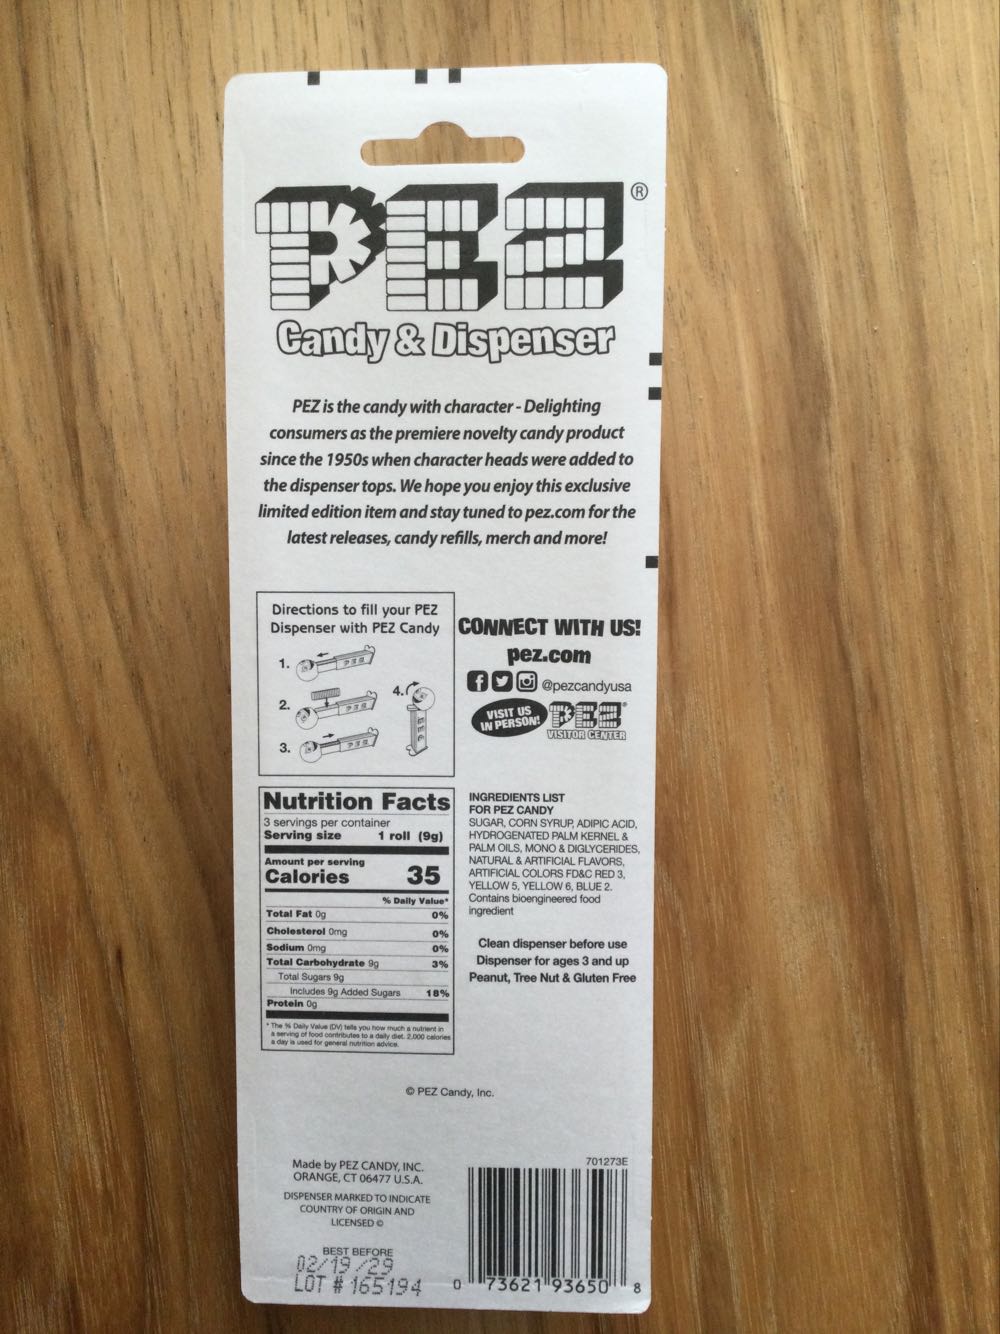 PEZ®
Candy & Dispenser
PEZ is the candy with character - Delighting
consumers as the premiere novelty candy product
since the 1950s when character heads were added to
the dispenser tops. We hope you enjoy this exclusive
limited edition item and stay tuned to pez.com for the
latest releases, candy refills, merch and more!
Directions to fill your PEZ
Dispenser with PEZ Candy
1.
PEZ
2.
PEZ
3.
PEZ
4.
PEZ
CONNECT WITH US!
pez.com
@pezcandyusa
VISIT US
IN PERSON!
PEZ
VISITOR CENTER
Nutrition Facts
3 servings per container
Serving size 1 roll (9g)
Amount per serving
Calories 35
% Daily Value*
Total Fat 0g 0%
Cholesterol 0mg 0%
Sodium 0mg 0%
Total Carbohydrate 9g 3%
Total Sugars 9g
Includes 9g Added Sugars 18%
Protein 0g
* The % Daily Value (DV) tells you how much a nutrient in
a serving of food contributes to a daily diet. 2,000 calories
a day is used for general nutrition advice.
INGREDIENTS LIST
FOR PEZ CANDY
SUGAR, CORN SYRUP, ADIPIC ACID,
HYDROGENATED PALM KERNEL &
PALM OILS, MONO & DIGLYCERIDES,
NATURAL & ARTIFICIAL FLAVORS,
ARTIFICIAL COLORS FD&C RED 3,
YELLOW 5, YELLOW 6, BLUE 2.
Contains bioengineered food
ingredient
Clean dispenser before use
Dispenser for ages 3 and up
Peanut, Tree Nut & Gluten Free
© PEZ Candy, Inc.
Made by PEZ CANDY, INC.
ORANGE, CT 06477 U.S.A.
DISPENSER MARKED TO INDICATE
COUNTRY OF ORIGIN AND
LICENSED ©
BEST BEFORE
02/19/29
LOT # 165194
701273E
0 73621 93650 8